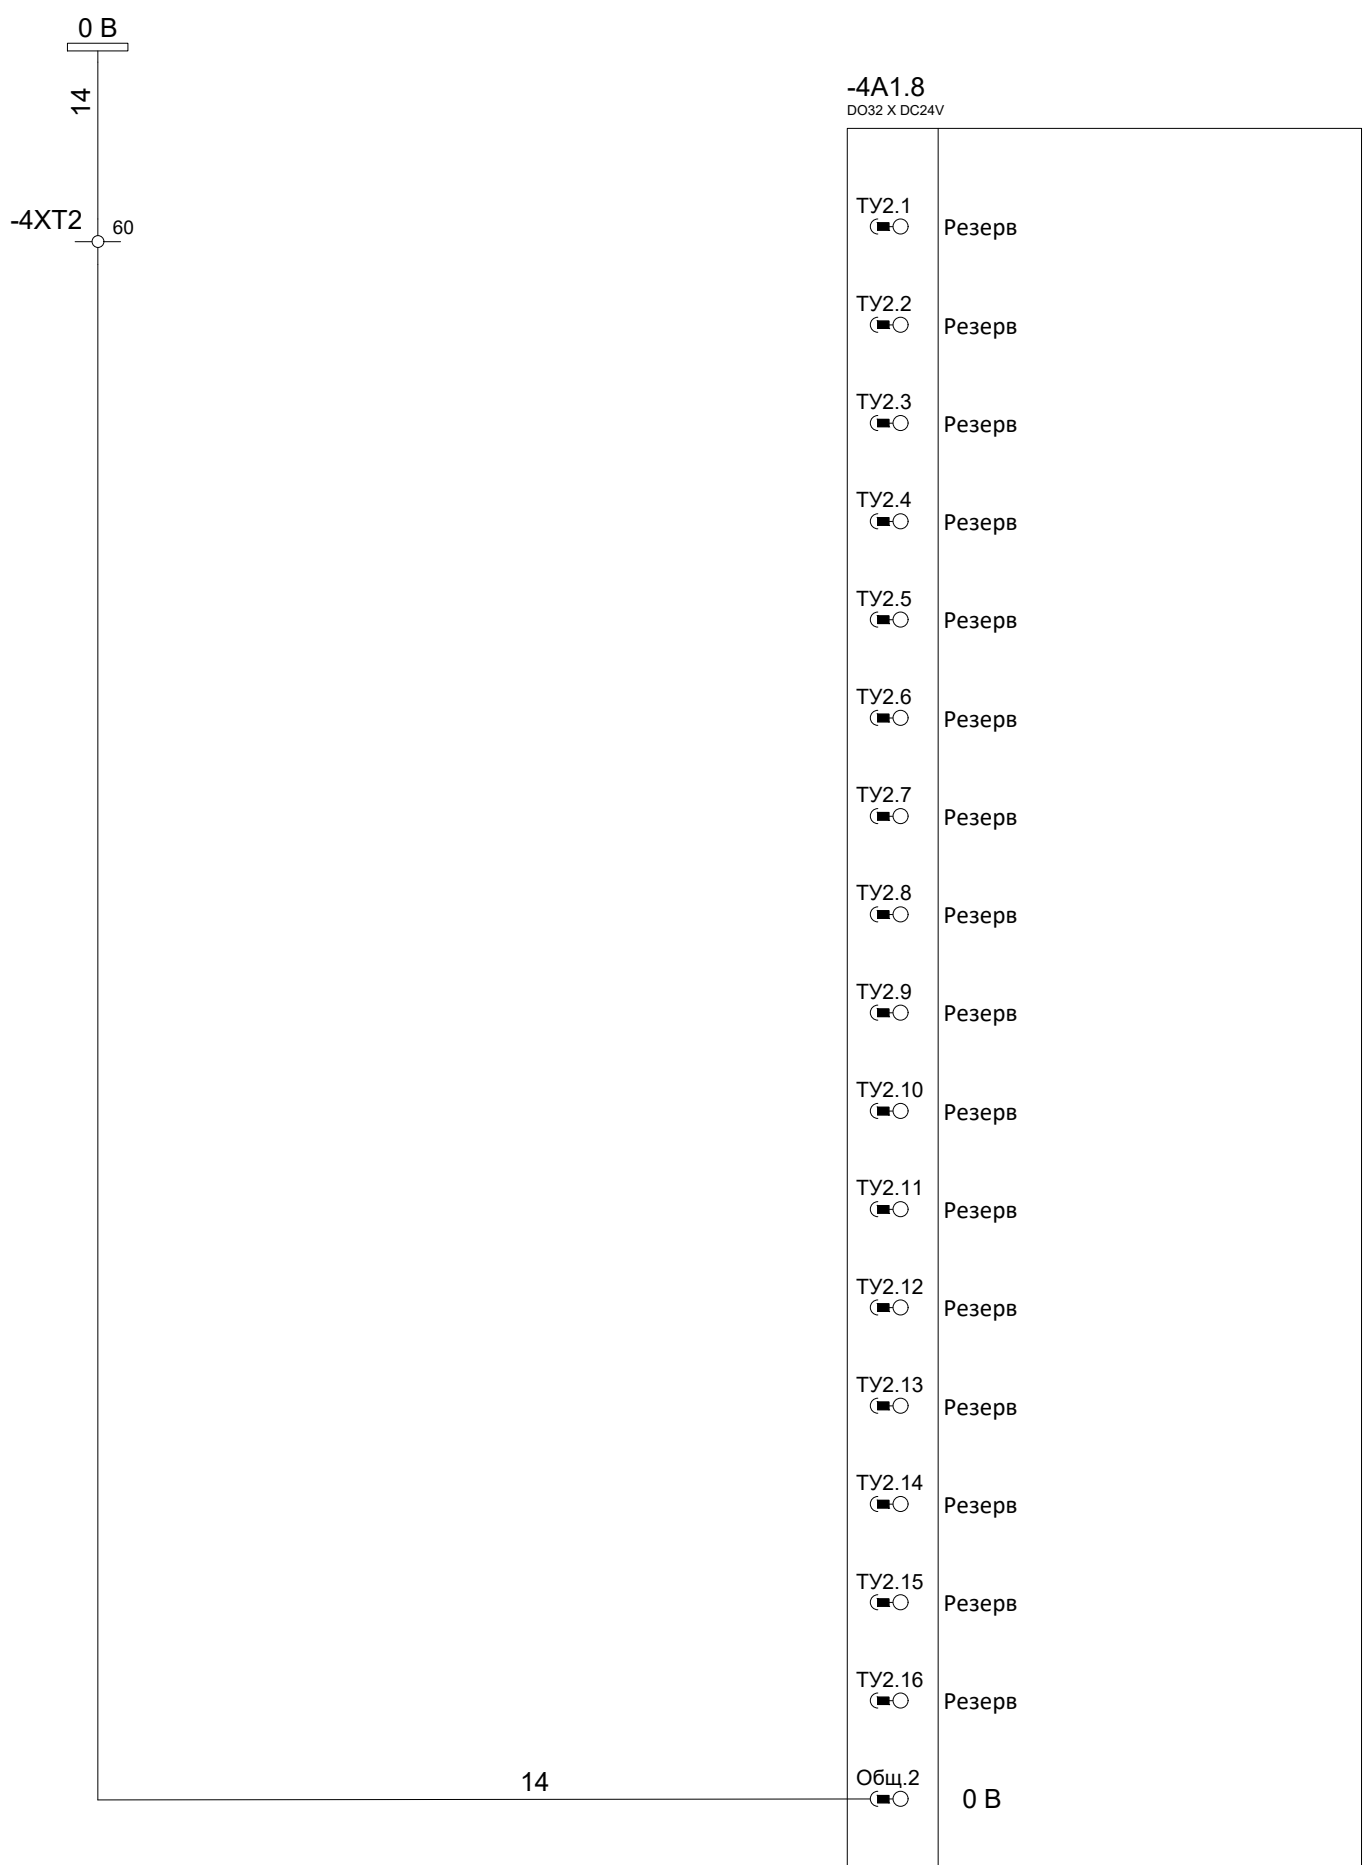 0 В
14
-4XT2
60
-4A1.8
DO32 X DC24V
ТУ2.1
Резерв
ТУ2.2
Резерв
ТУ2.3
Резерв
ТУ2.4
Резерв
ТУ2.5
Резерв
ТУ2.6
Резерв
ТУ2.7
Резерв
ТУ2.8
Резерв
ТУ2.9
Резерв
ТУ2.10
Резерв
ТУ2.11
Резерв
ТУ2.12
Резерв
ТУ2.13
Резерв
ТУ2.14
Резерв
ТУ2.15
Резерв
ТУ2.16
Резерв
14
Общ.2
0 В